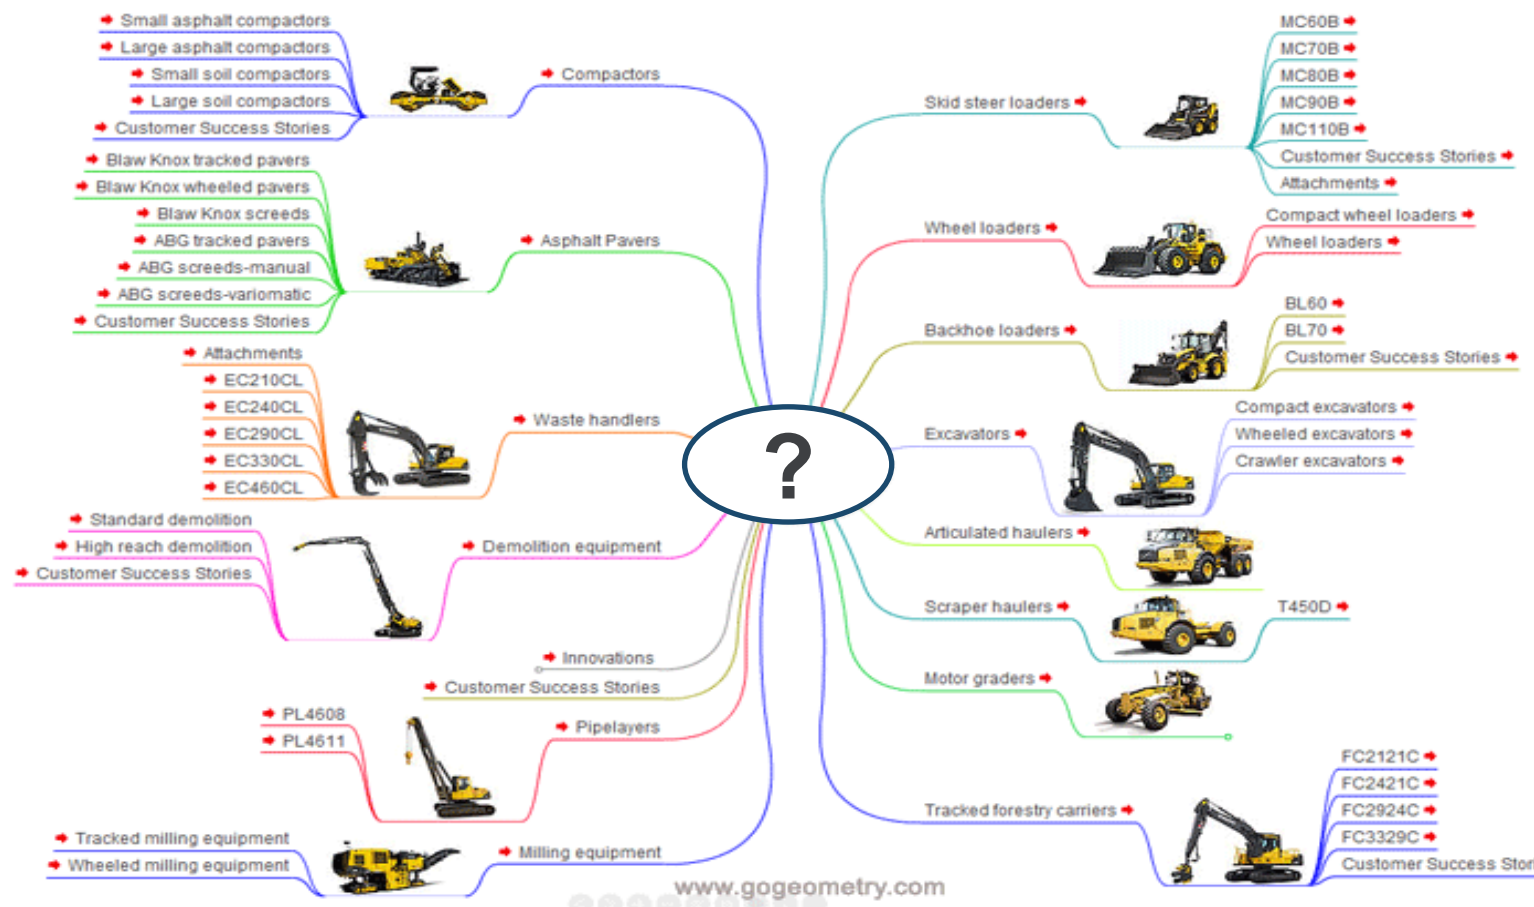 Small asphalt compactors
Large asphalt compactors
Small soil compactors
Large soil compactors
Customer Success Stories
Compactors
Blaw Knox tracked pavers
Blaw Knox wheeled pavers
Blaw Knox screeds
ABG tracked pavers
ABG screeds-manual
ABG screeds-variomatic
Customer Success Stories
Asphalt Pavers
Attachments
EC210CL
EC240CL
EC290CL
EC330CL
EC460CL
Waste handlers
Standard demolition
High reach demolition
Customer Success Stories
Demolition equipment
Innovations
Customer Success Stories
PL4608
PL4611
Pipelayers
Tracked milling equipment
Wheeled milling equipment
Milling equipment
?
Skid steer loaders
MC60B
MC70B
MC80B
MC90B
MC110B
Customer Success Stories
Attachments
Wheel loaders
Compact wheel loaders
Wheel loaders
Backhoe loaders
BL60
BL70
Customer Success Stories
Excavators
Compact excavators
Wheeled excavators
Crawler excavators
Articulated haulers
Scraper haulers
T450D
Motor graders
Tracked forestry carriers
FC2121C
FC2421C
FC2924C
FC3329C
Customer Success Stori
www.gogeometry.com